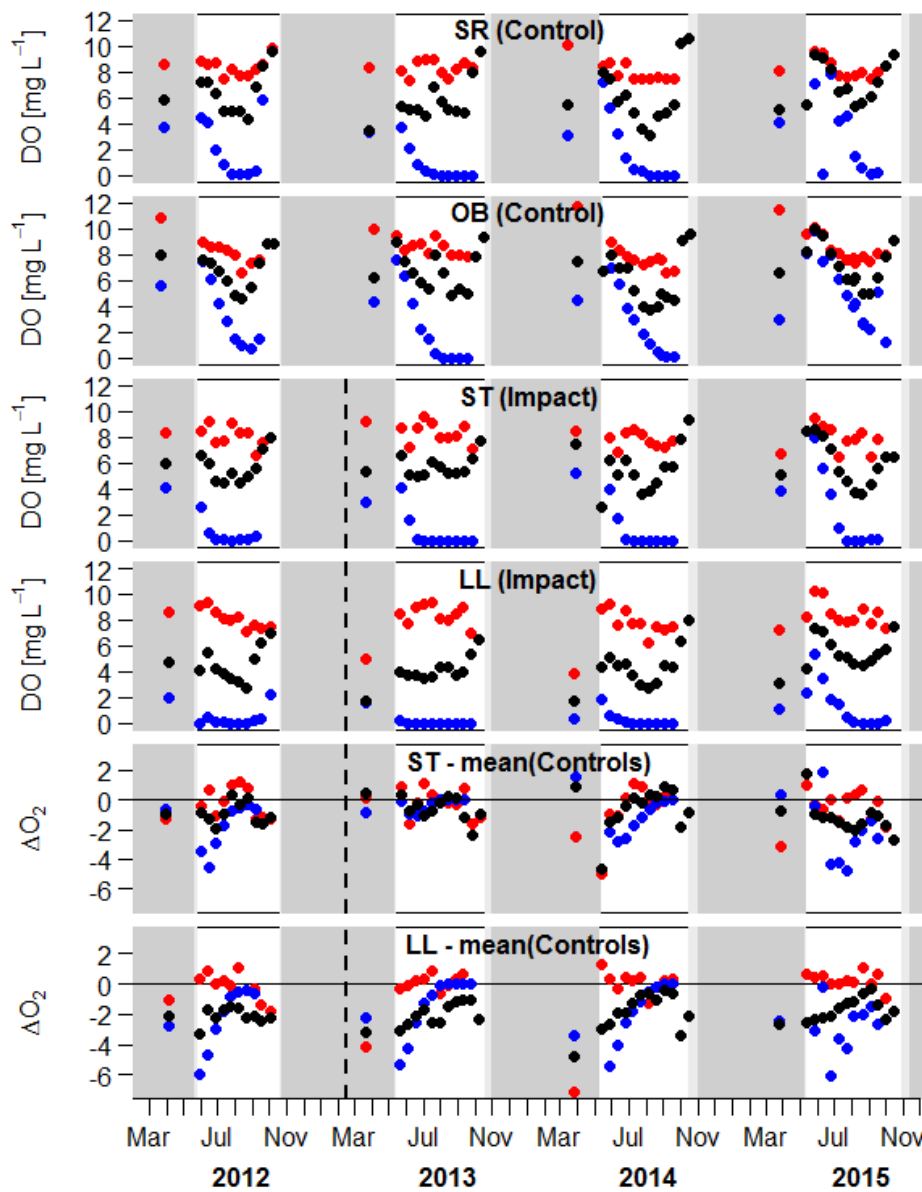 SR (Control)
DO [mg L⁻¹]
12
10
8
6
4
2
0
OB (Control)
DO [mg L⁻¹]
12
10
8
6
4
2
0
ST (Impact)
DO [mg L⁻¹]
12
10
8
6
4
2
0
LL (Impact)
DO [mg L⁻¹]
12
10
8
6
4
2
0
ST - mean(Controls)
ΔO₂
2
0
-2
-4
-6
LL - mean(Controls)
ΔO₂
2
0
-2
-4
-6
Mar Jul Nov Mar Jul Nov Mar Jul Nov Mar Jul Nov
2012 2013 2014 2015